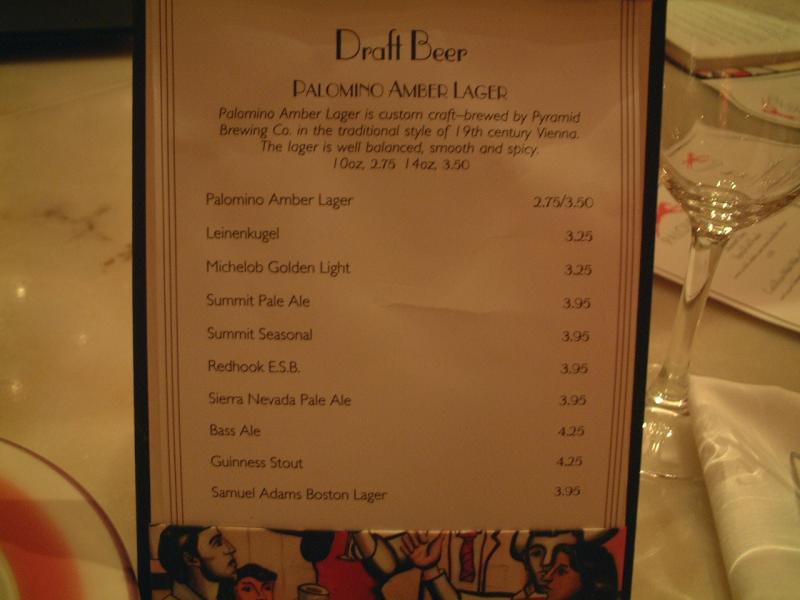 Draft Beer
PALOMINO AMBER LAGER
Palomino Amber Lager is custom craft-brewed by Pyramid
Brewing Co. in the traditional style of 19th century Vienna.
The lager is well balanced, smooth and spicy.
10oz, 2.75 14oz, 3.50
Palomino Amber Lager 2.75/3.50
Leinenkugel 3.25
Michelob Golden Light 3.25
Summit Pale Ale 3.95
Summit Seasonal 3.95
Redhook E.S.B. 3.95
Sierra Nevada Pale Ale 3.95
Bass Ale 4.25
Guinness Stout 4.25
Samuel Adams Boston Lager 3.95